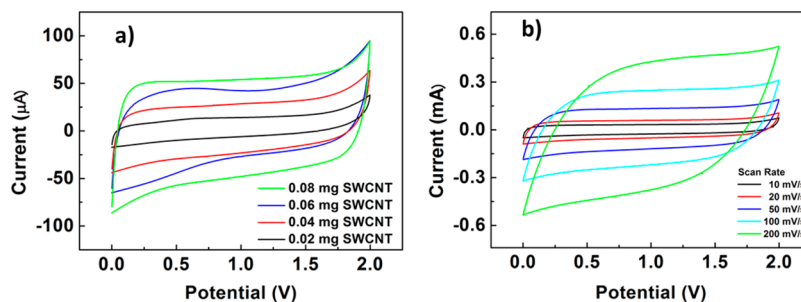 a)
100
50
0
-50
-100
Current (μA)
0.08 mg SWCNT
0.06 mg SWCNT
0.04 mg SWCNT
0.02 mg SWCNT
0.0
0.5
1.0
1.5
2.0
Potential (V)
b)
0.6
0.3
0.0
-0.3
-0.6
Current (mA)
Scan Rate
10 mV/s
20 mV/s
50 mV/s
100 mV/s
200 mV/s
0.0
0.5
1.0
1.5
2.0
Potential (V)